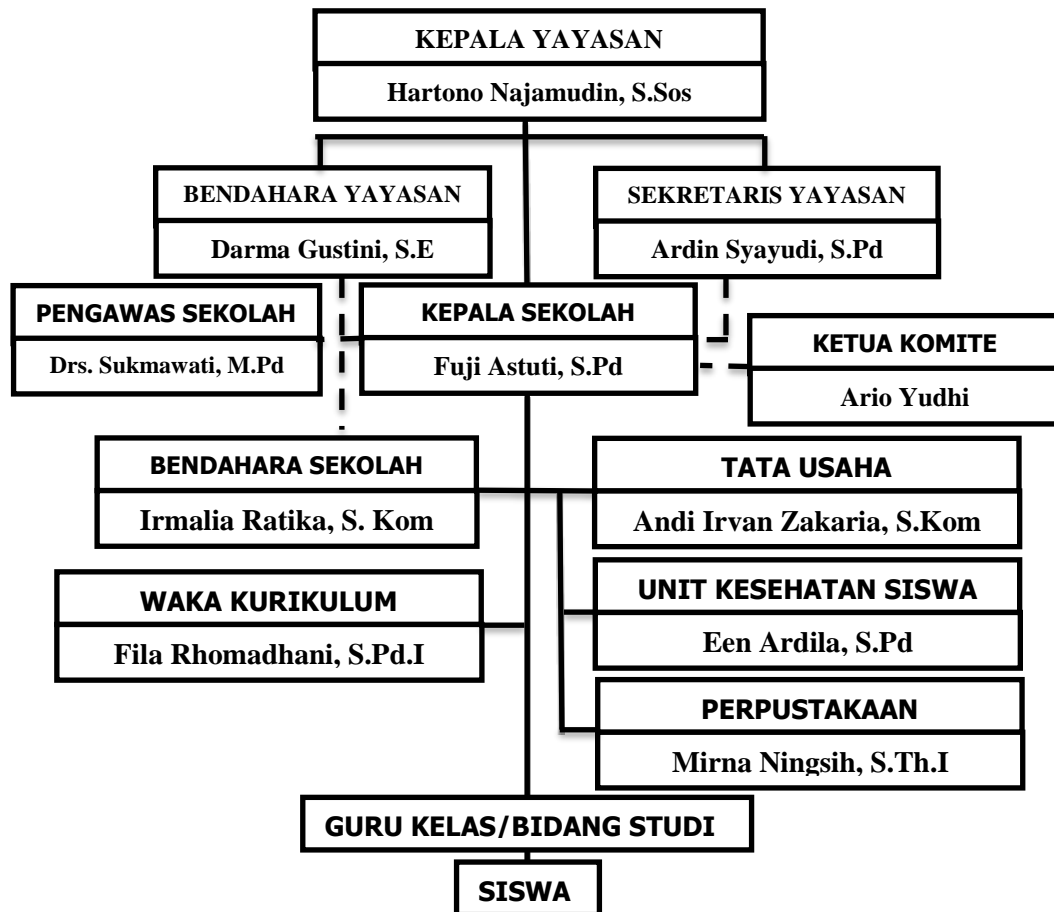 KEPALA YAYASAN
Hartono Najamudin, S.Sos
BENDAHARA YAYASAN
Darma Gustini, S.E
SEKRETARIS YAYASAN
Ardin Syayudi, S.Pd
PENGAWAS SEKOLAH
Drs. Sukmawati, M.Pd
KEPALA SEKOLAH
Fuji Astuti, S.Pd
KETUA KOMITE
Ario Yudhi
BENDAHARA SEKOLAH
Irmalia Ratika, S. Kom
TATA USAHA
Andi Irvan Zakaria, S.Kom
WAKA KURIKULUM
Fila Rhomadhani, S.Pd.I
UNIT KESEHATAN SISWA
Een Ardila, S.Pd
PERPUSTAKAAN
Mirna Ningsih, S.Th.I
GURU KELAS/BIDANG STUDI
SISWA